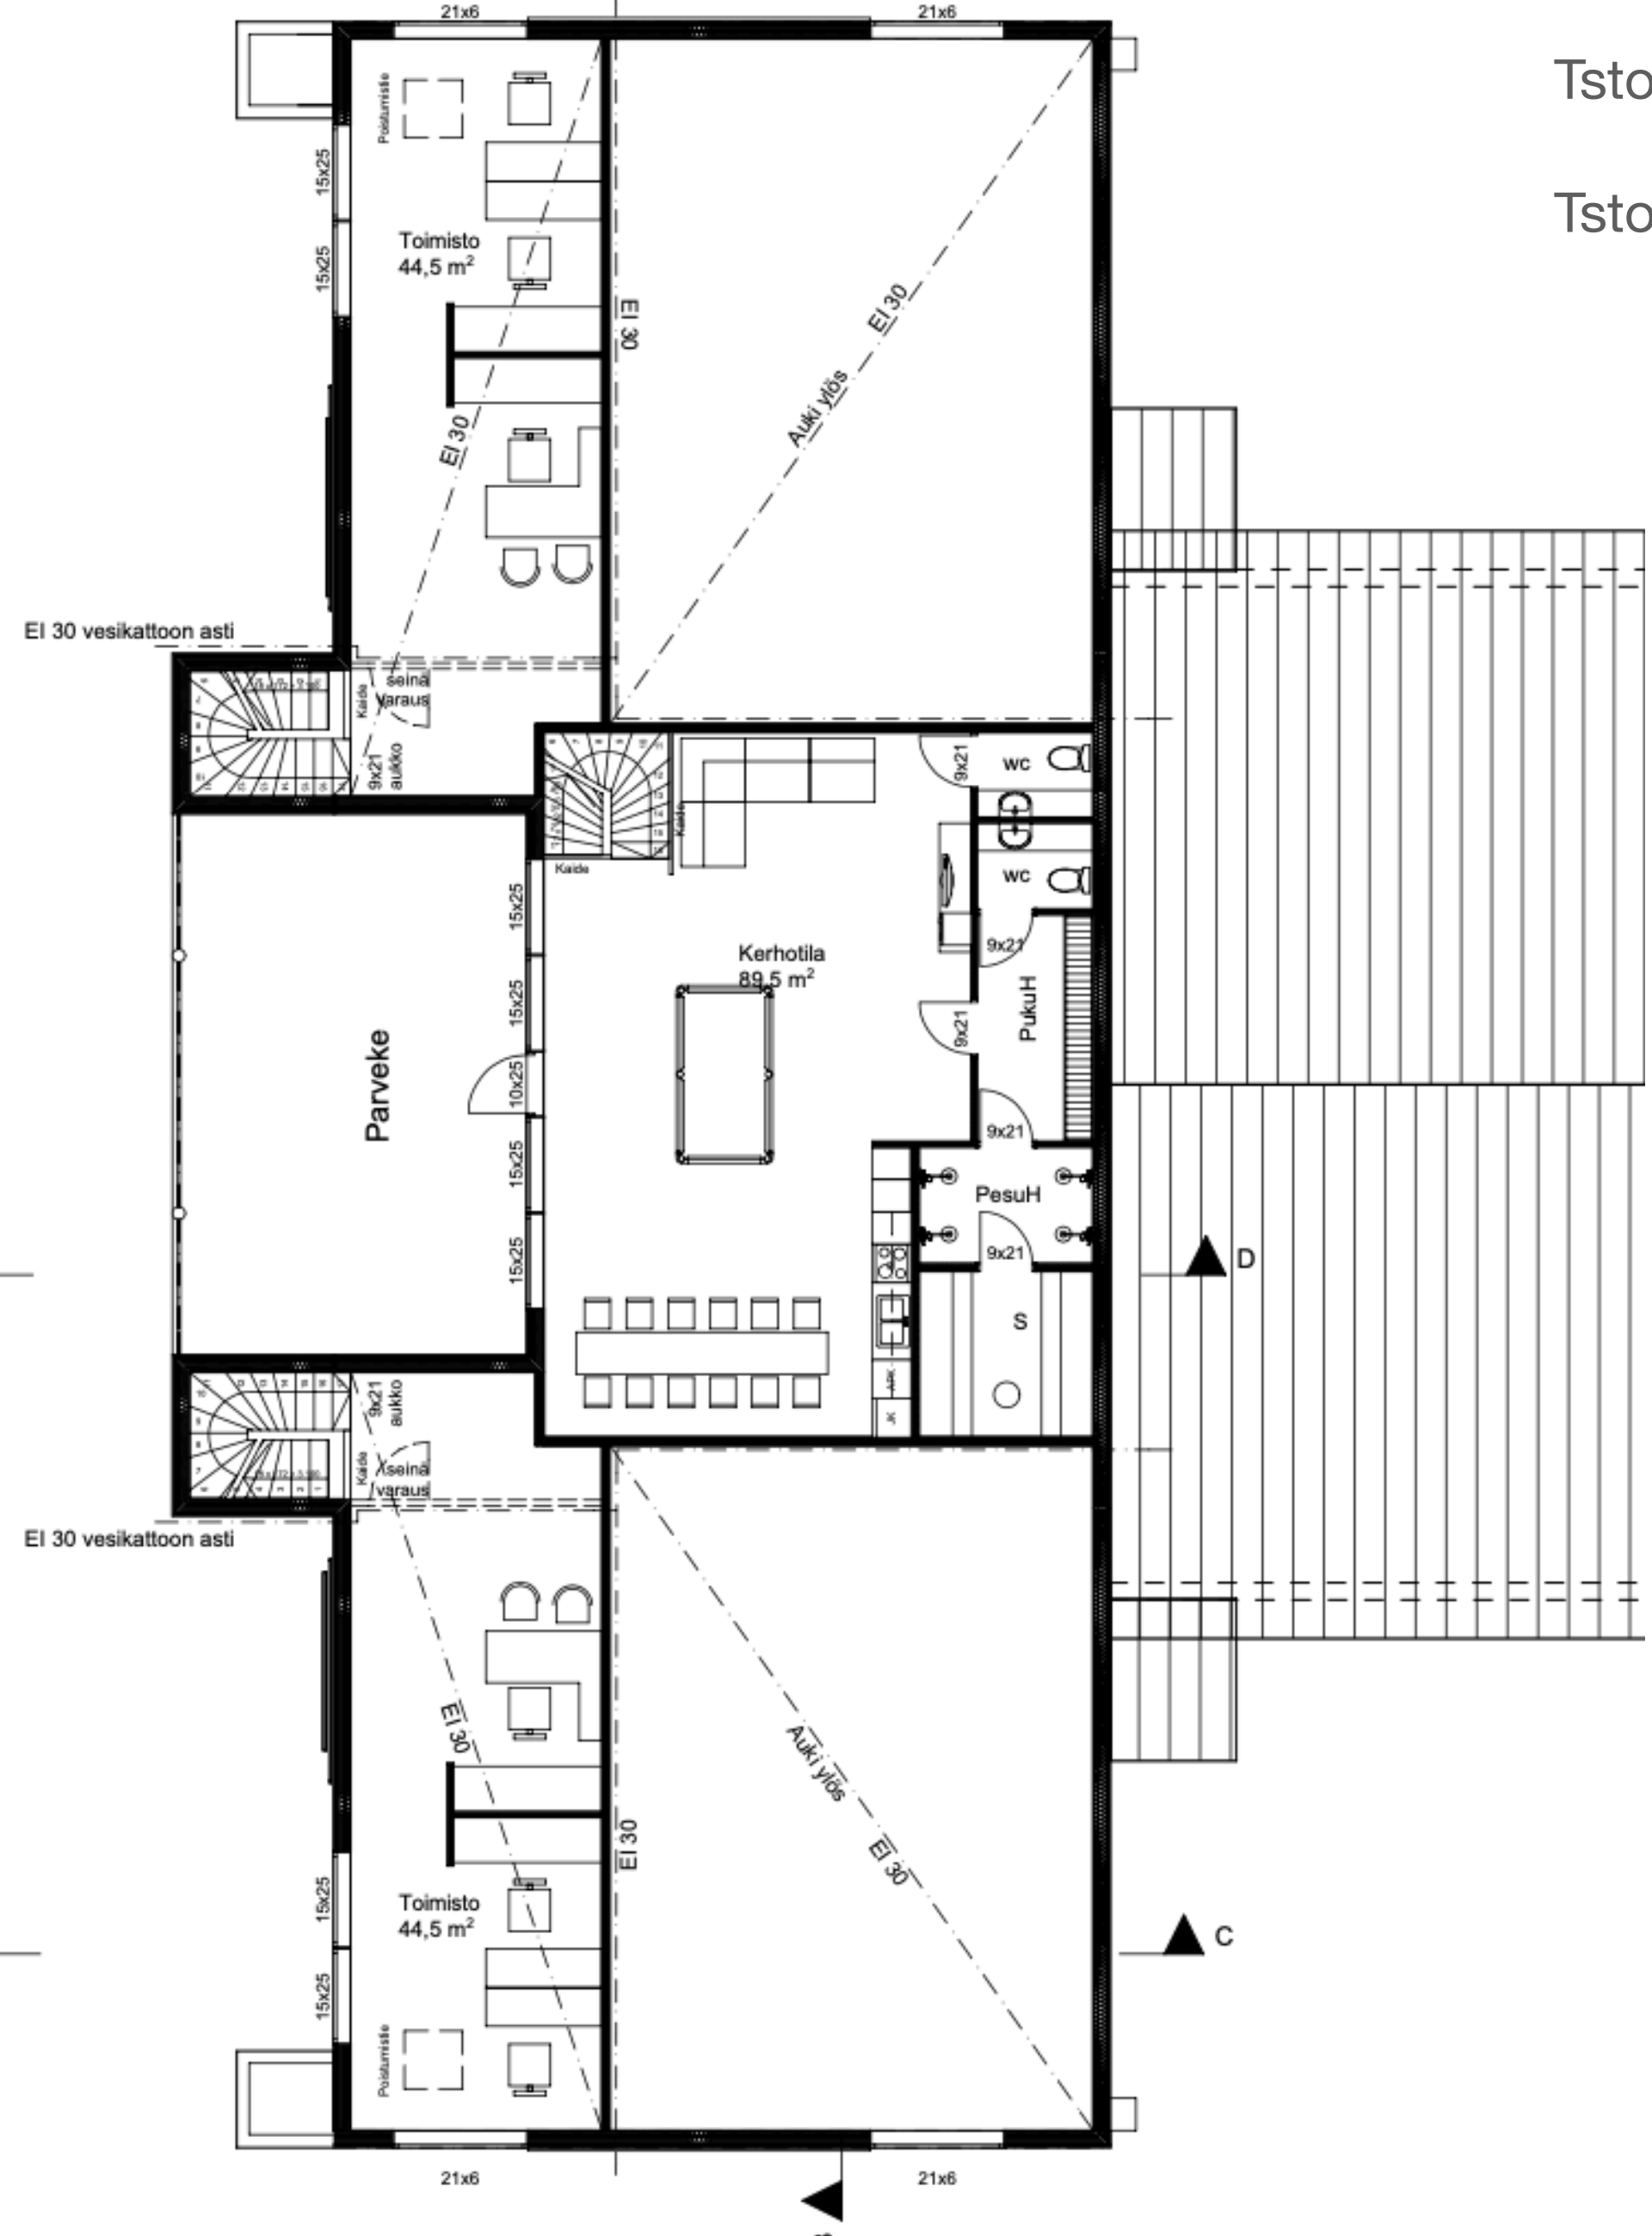 21x6
21x6
Tsto
Tsto
Poistumistie
15x25
15x25
Toimisto
44,5 m²
EI 30
EI 30
Auki ylös
EI 30
EI 30 vesikattoon asti
Kaide
seinä
varaus
9x21
aukko
Kaide
Kaide
9x21
wc
wc
9x21
15x25
15x25
10x25
15x25
15x25
Parveke
Kerhotila
89,5 m²
9x21
PukuH
9x21
PesuH
9x21
S
APK
JK
D
9x21
aukko
Kaide
seinä
varaus
EI 30 vesikattoon asti
EI 30
EI 30
Auki ylös
EI 30
Toimisto
44,5 m²
15x25
15x25
Poistumistie
C
21x6
21x6